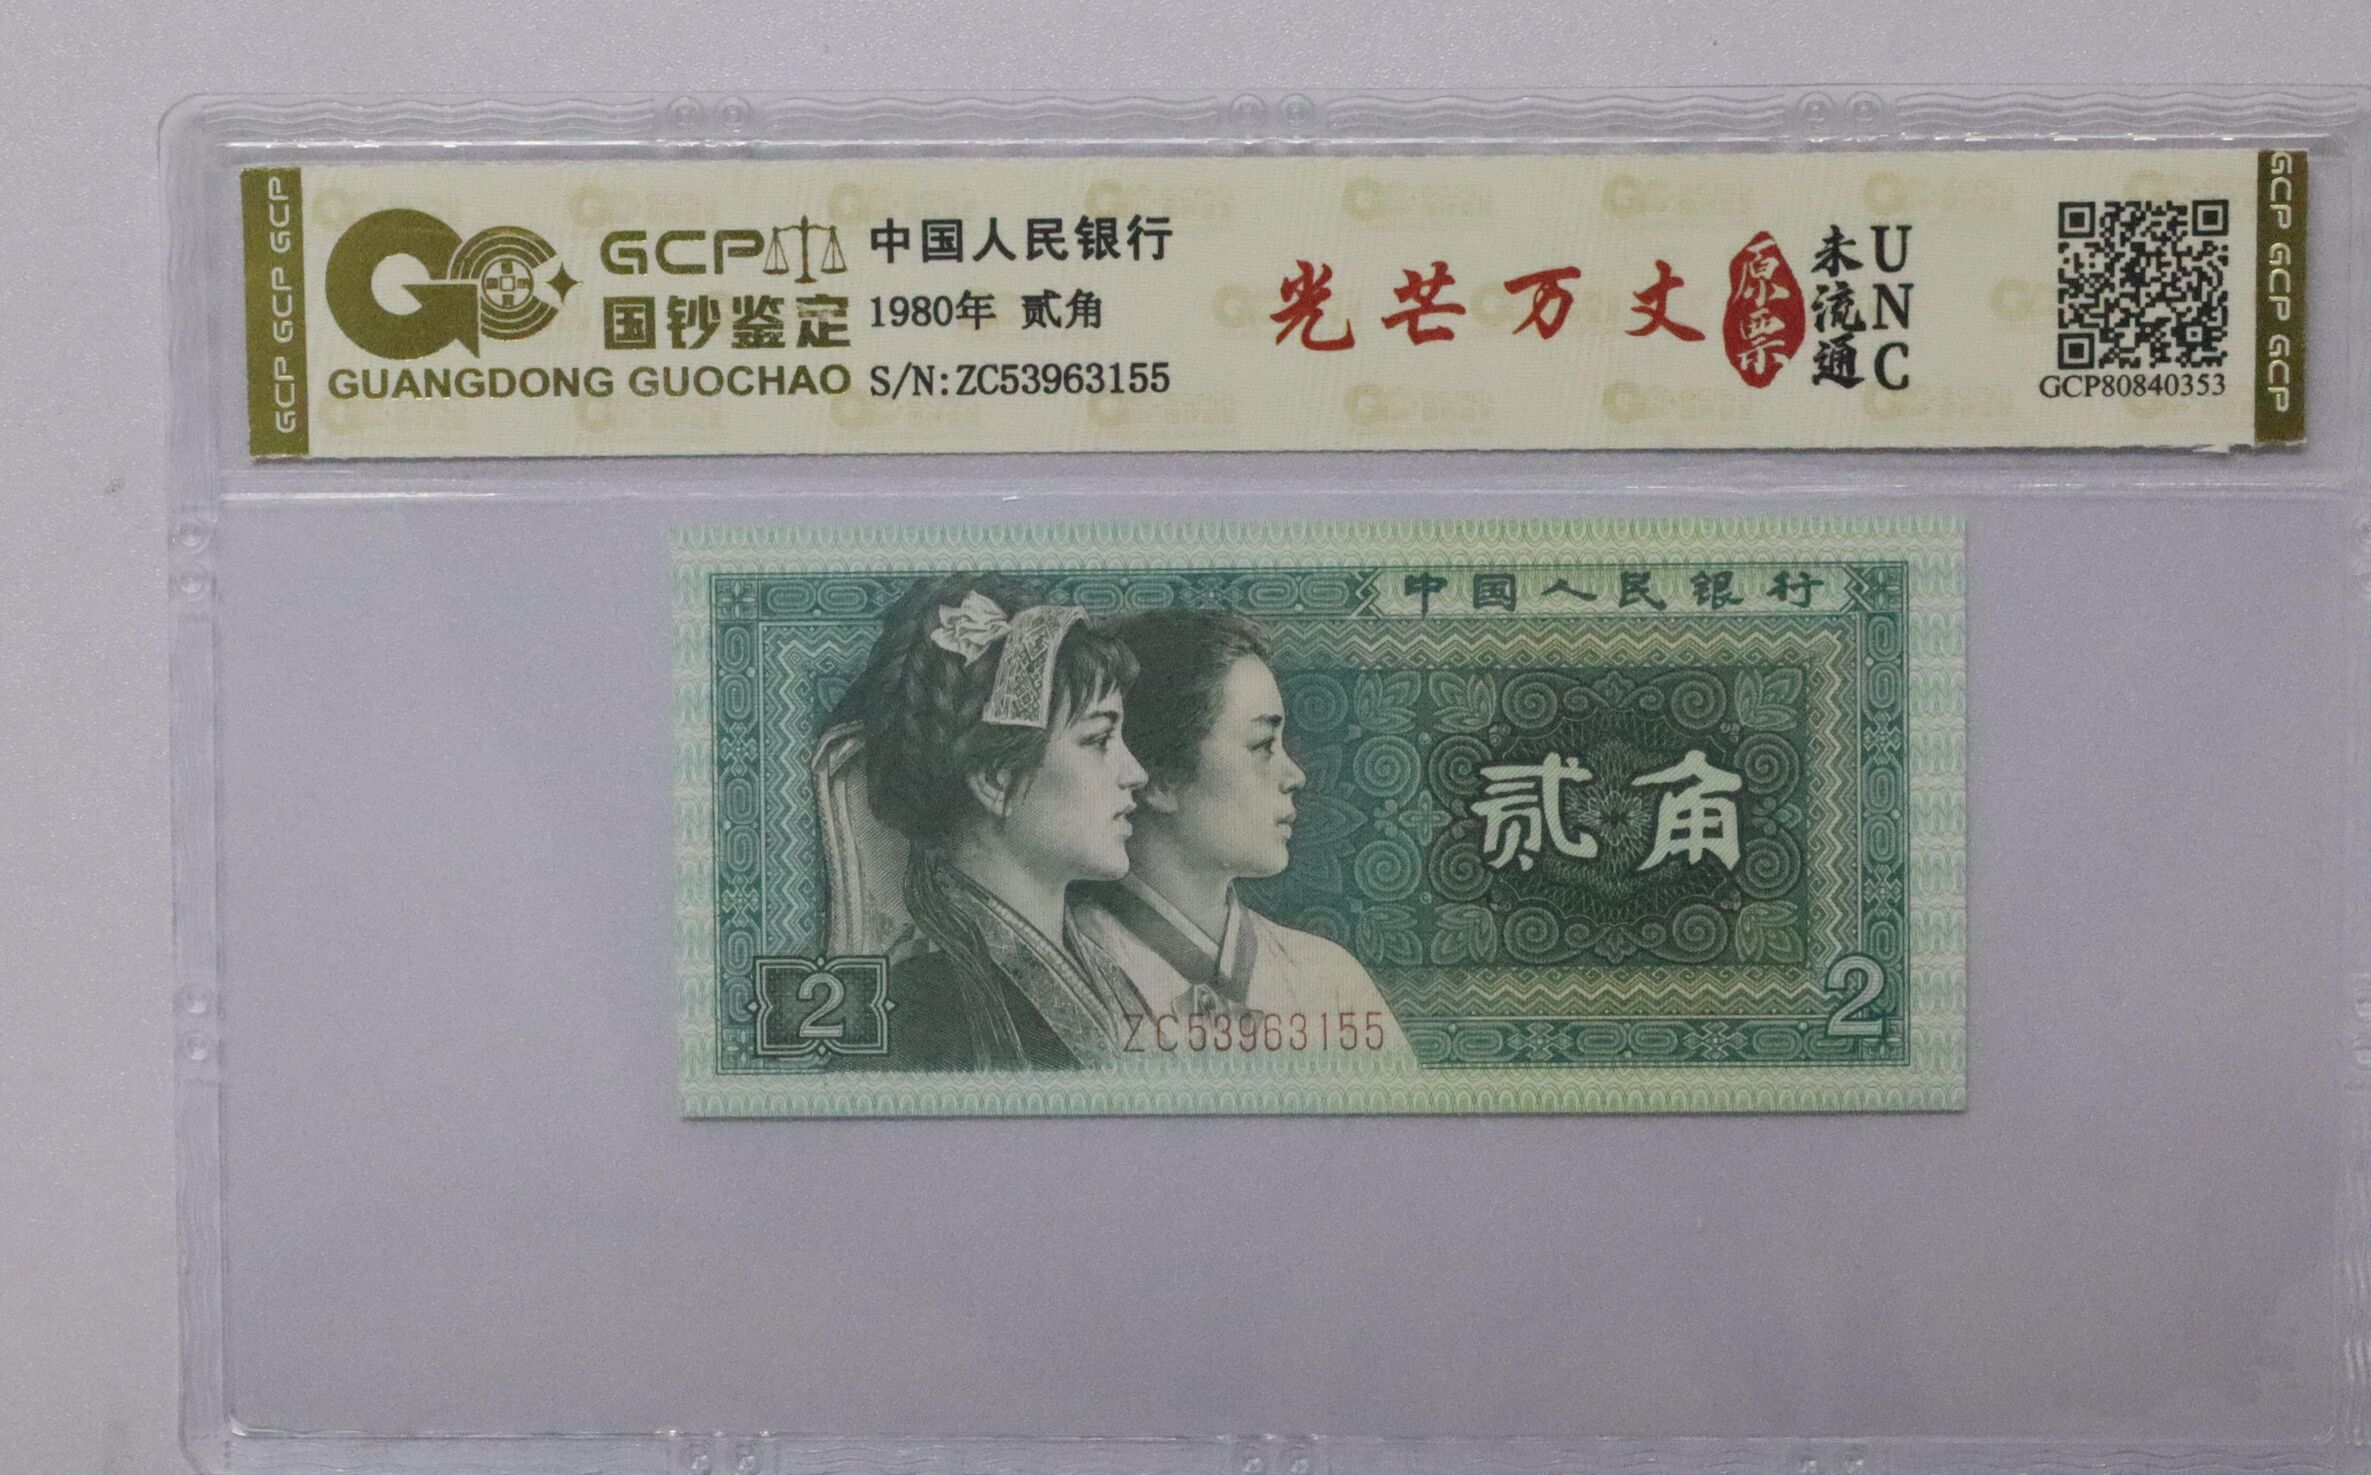 GCP GCP GCP
GCP
国钞鉴定
GUANGDONG GUOCHAO
中国人民银行
1980年 贰角
S/N:ZC53963155
光芒万丈
原票
未流通
UNC
GCP80840353
GCP GCP GCP
中国人民银行
贰角
2
2
ZC53963155